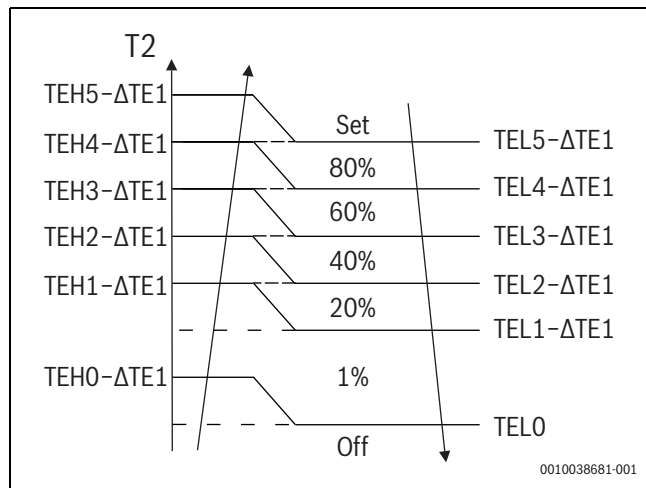 T2
TEH5-ΔTE1
Set
TEH4-ΔTE1
TEL5-ΔTE1
80%
TEH3-ΔTE1
TEL4-ΔTE1
60%
TEH2-ΔTE1
TEL3-ΔTE1
40%
TEH1-ΔTE1
TEL2-ΔTE1
20%
TEL1-ΔTE1
TEH0-ΔTE1
1%
TEL0
Off
0010038681-001